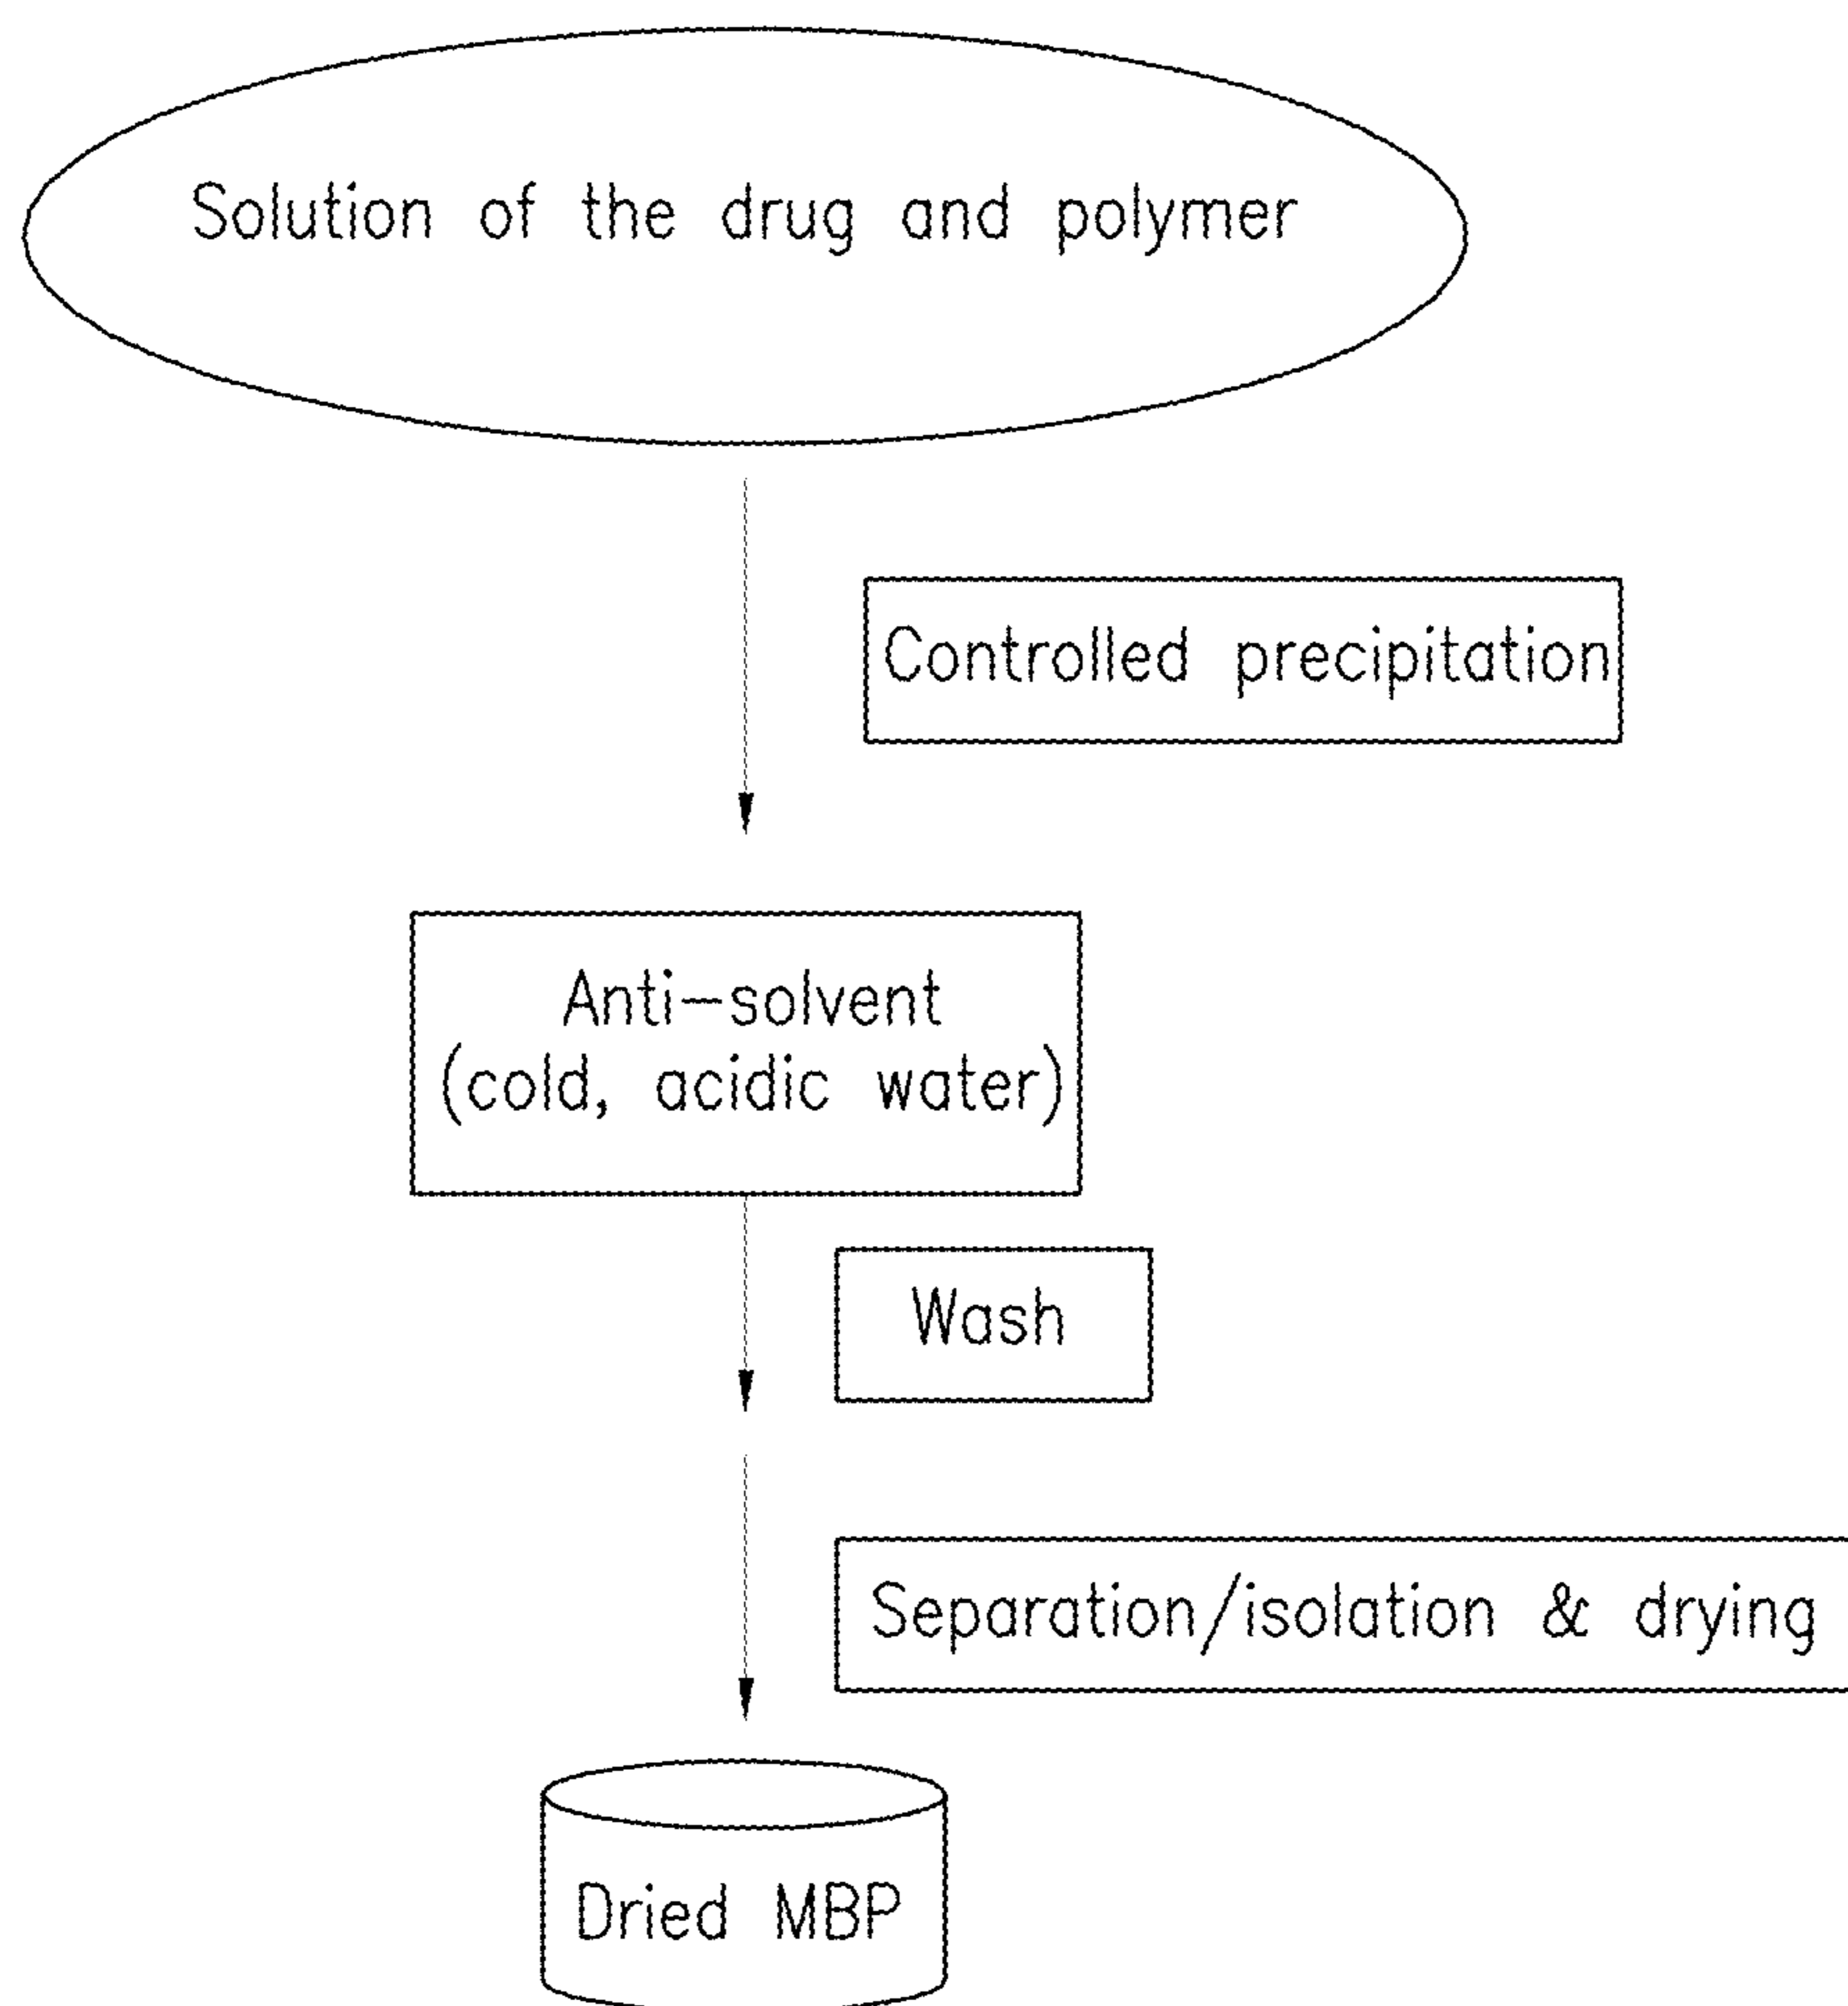 Solution of the drug and polymer
Controlled precipitation
Anti-solvent
(cold, acidic water)
Wash
Separation/isolation & drying
Dried MBP